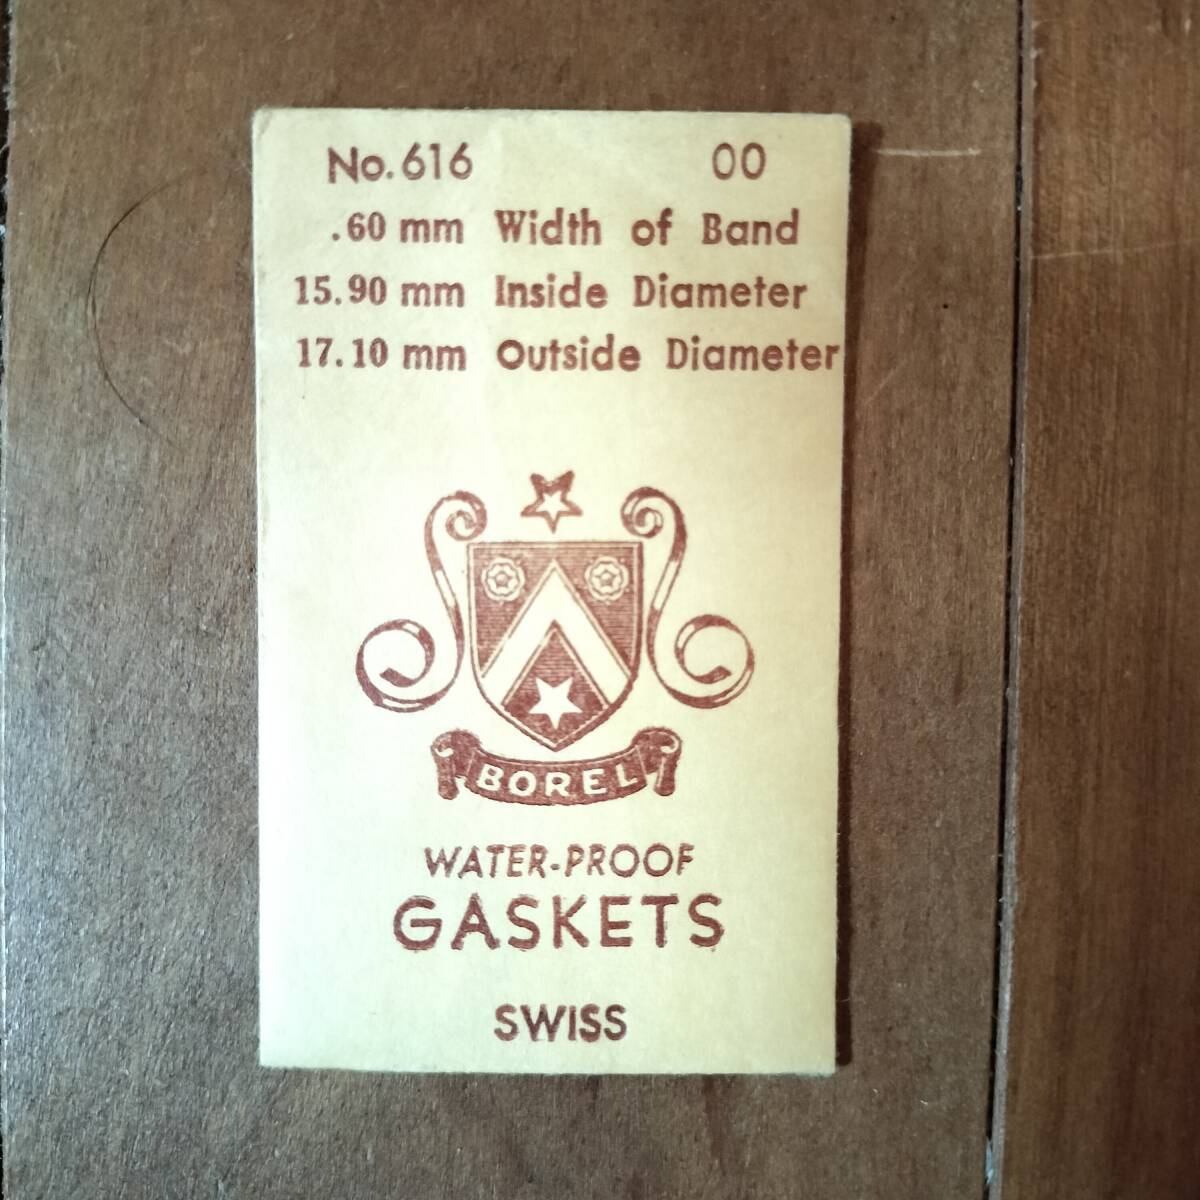 No. 616 00
.60 mm Width of Band
15.90 mm Inside Diameter
17.10 mm Outside Diameter
BOREL
WATER-PROOF
GASKETS
SWISS